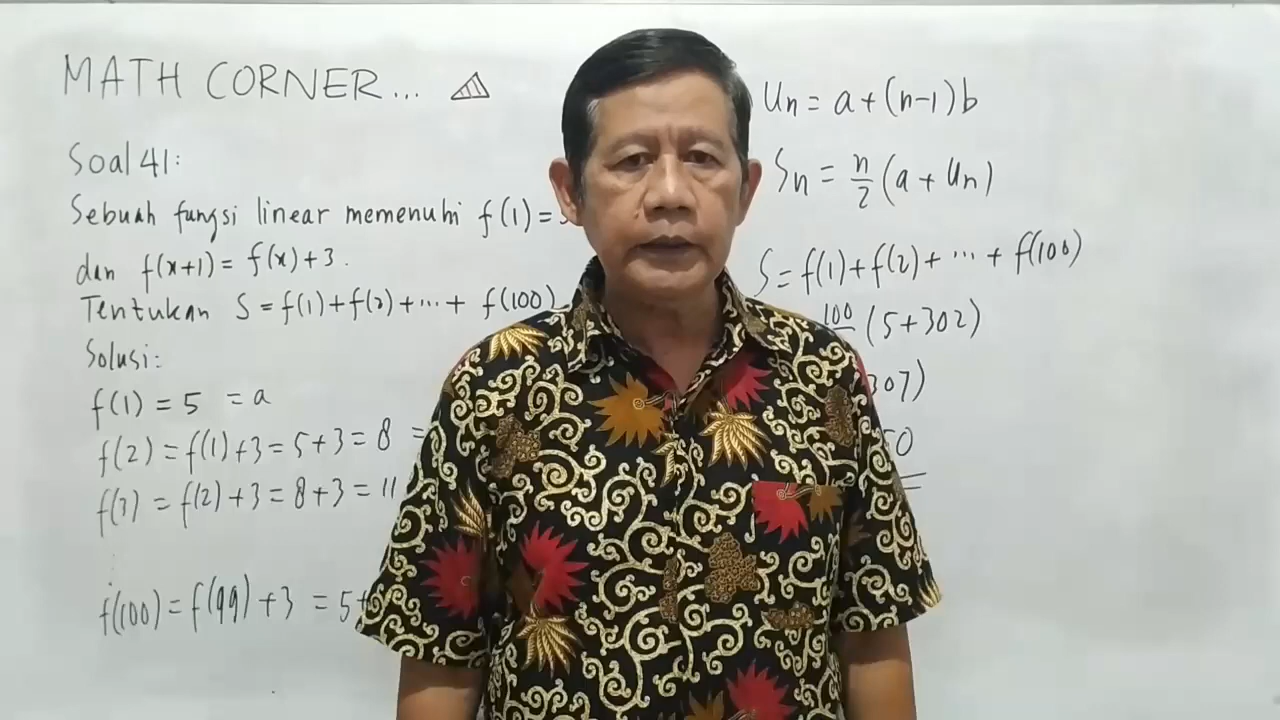 MATH CORNER...
Soal 41:
Sebuah fungsi linear memenuhi f(1) =
dan f(x+1) = f(x)+3.
Tentukan S = f(1)+f(2)+...+ f(100)
Solusi:
f(1) = 5 = a
f(2) = f(1)+3 = 5+3 = 8 =
f(3) = f(2)+3 = 8+3 = 11
f(100) = f(99)+3 = 5+
Un = a+(n-1)b
Sn = n/2 (a + Un)
S = f(1)+f(2)+ ... + f(100)
100 (5+302)
307)
50